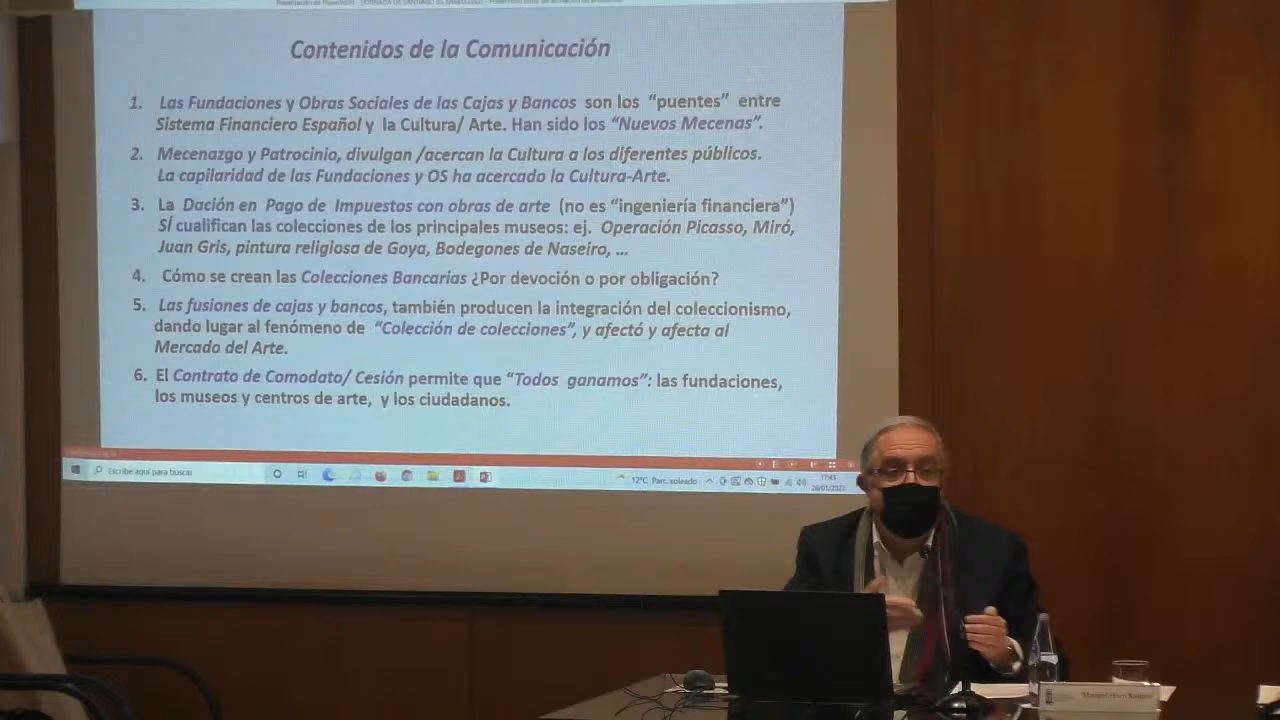 Contenidos de la Comunicación
1. Las Fundaciones y Obras Sociales de las Cajas y Bancos son los “puentes” entre
Sistema Financiero Español y la Cultura/ Arte. Han sido los “Nuevos Mecenas”.
2. Mecenazgo y Patrocinio, divulgan /acercan la Cultura a los diferentes públicos.
La capilaridad de las Fundaciones y OS ha acercado la Cultura-Arte.
3. La Dación en Pago de Impuestos con obras de arte (no es “ingeniería financiera”)
SÍ cualifican las colecciones de los principales museos: ej. Operación Picasso, Miró,
Juan Gris, pintura religiosa de Goya, Bodegones de Naseiro, ...
4. Cómo se crean las Colecciones Bancarias ¿Por devoción o por obligación?
5. Las fusiones de cajas y bancos, también producen la integración del coleccionismo,
dando lugar al fenómeno de “Colección de colecciones”, y afectó y afecta al
Mercado del Arte.
6. El Contrato de Comodato/ Cesión permite que “Todos ganamos”: las fundaciones,
los museos y centros de arte, y los ciudadanos.
Escribe aquí para buscar
12°C Parc. soleado
17:45
26/01/2022